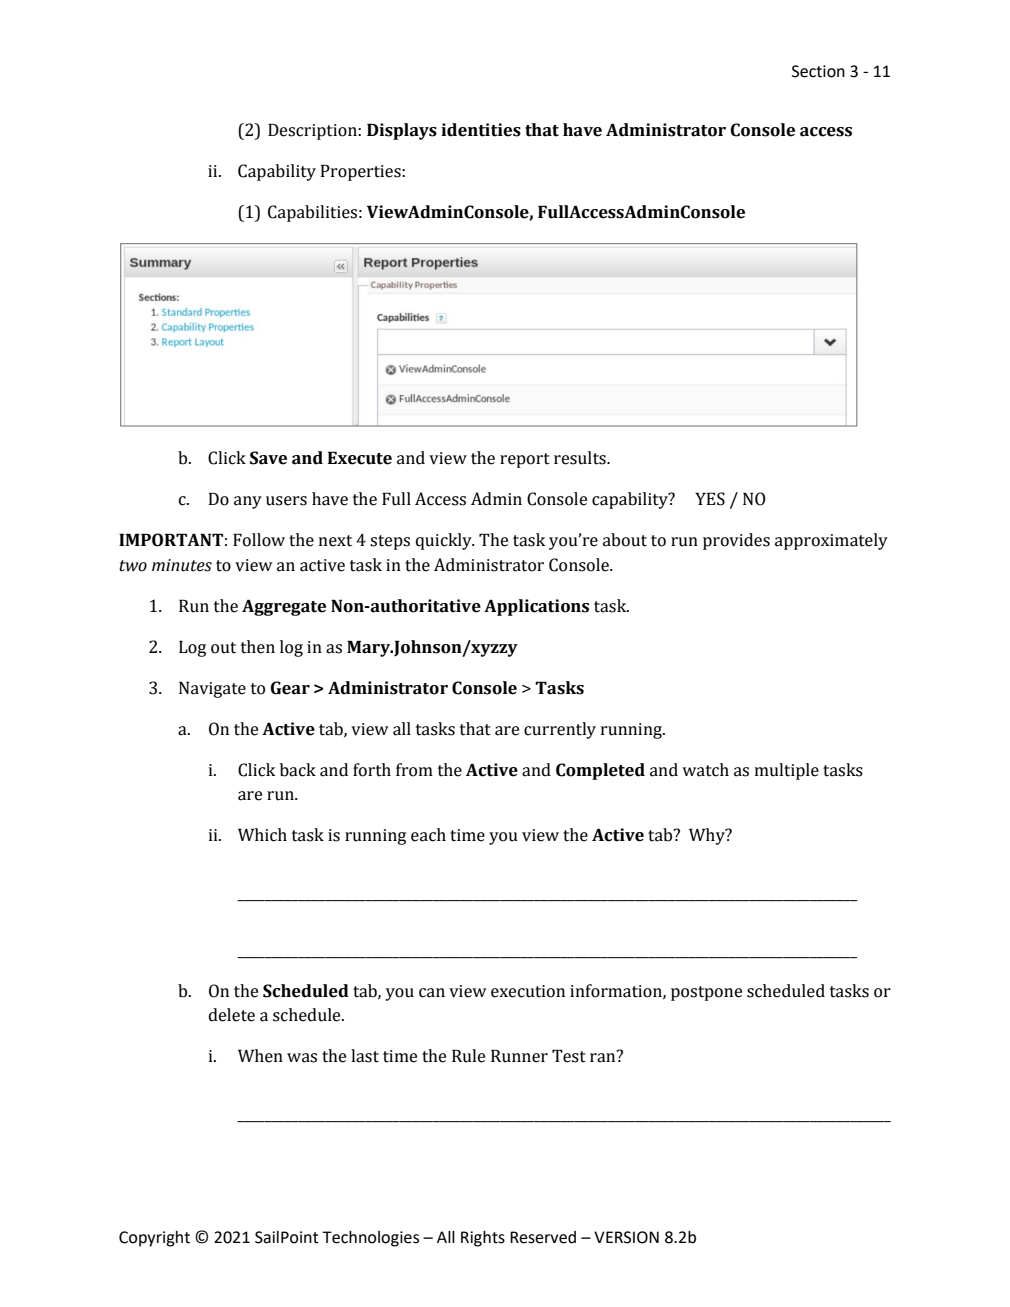 Section 3 - 11
(2) Description: Displays identities that have Administrator Console access
ii. Capability Properties:
(1) Capabilities: ViewAdminConsole, FullAccessAdminConsole
Summary
Report Properties
Capability Properties
Sections:
1. Standard Properties
2. Capability Properties
3. Report Layout
Capabilities ?
ViewAdminConsole
FullAccessAdminConsole
b. Click Save and Execute and view the report results.
c. Do any users have the Full Access Admin Console capability? YES / NO
IMPORTANT: Follow the next 4 steps quickly. The task you’re about to run provides approximately
two minutes to view an active task in the Administrator Console.
1. Run the Aggregate Non-authoritative Applications task.
2. Log out then log in as Mary.Johnson/xyzzy
3. Navigate to Gear > Administrator Console > Tasks
a. On the Active tab, view all tasks that are currently running.
i. Click back and forth from the Active and Completed and watch as multiple tasks
are run.
ii. Which task is running each time you view the Active tab? Why?
b. On the Scheduled tab, you can view execution information, postpone scheduled tasks or
delete a schedule.
i. When was the last time the Rule Runner Test ran?
Copyright © 2021 SailPoint Technologies – All Rights Reserved – VERSION 8.2b